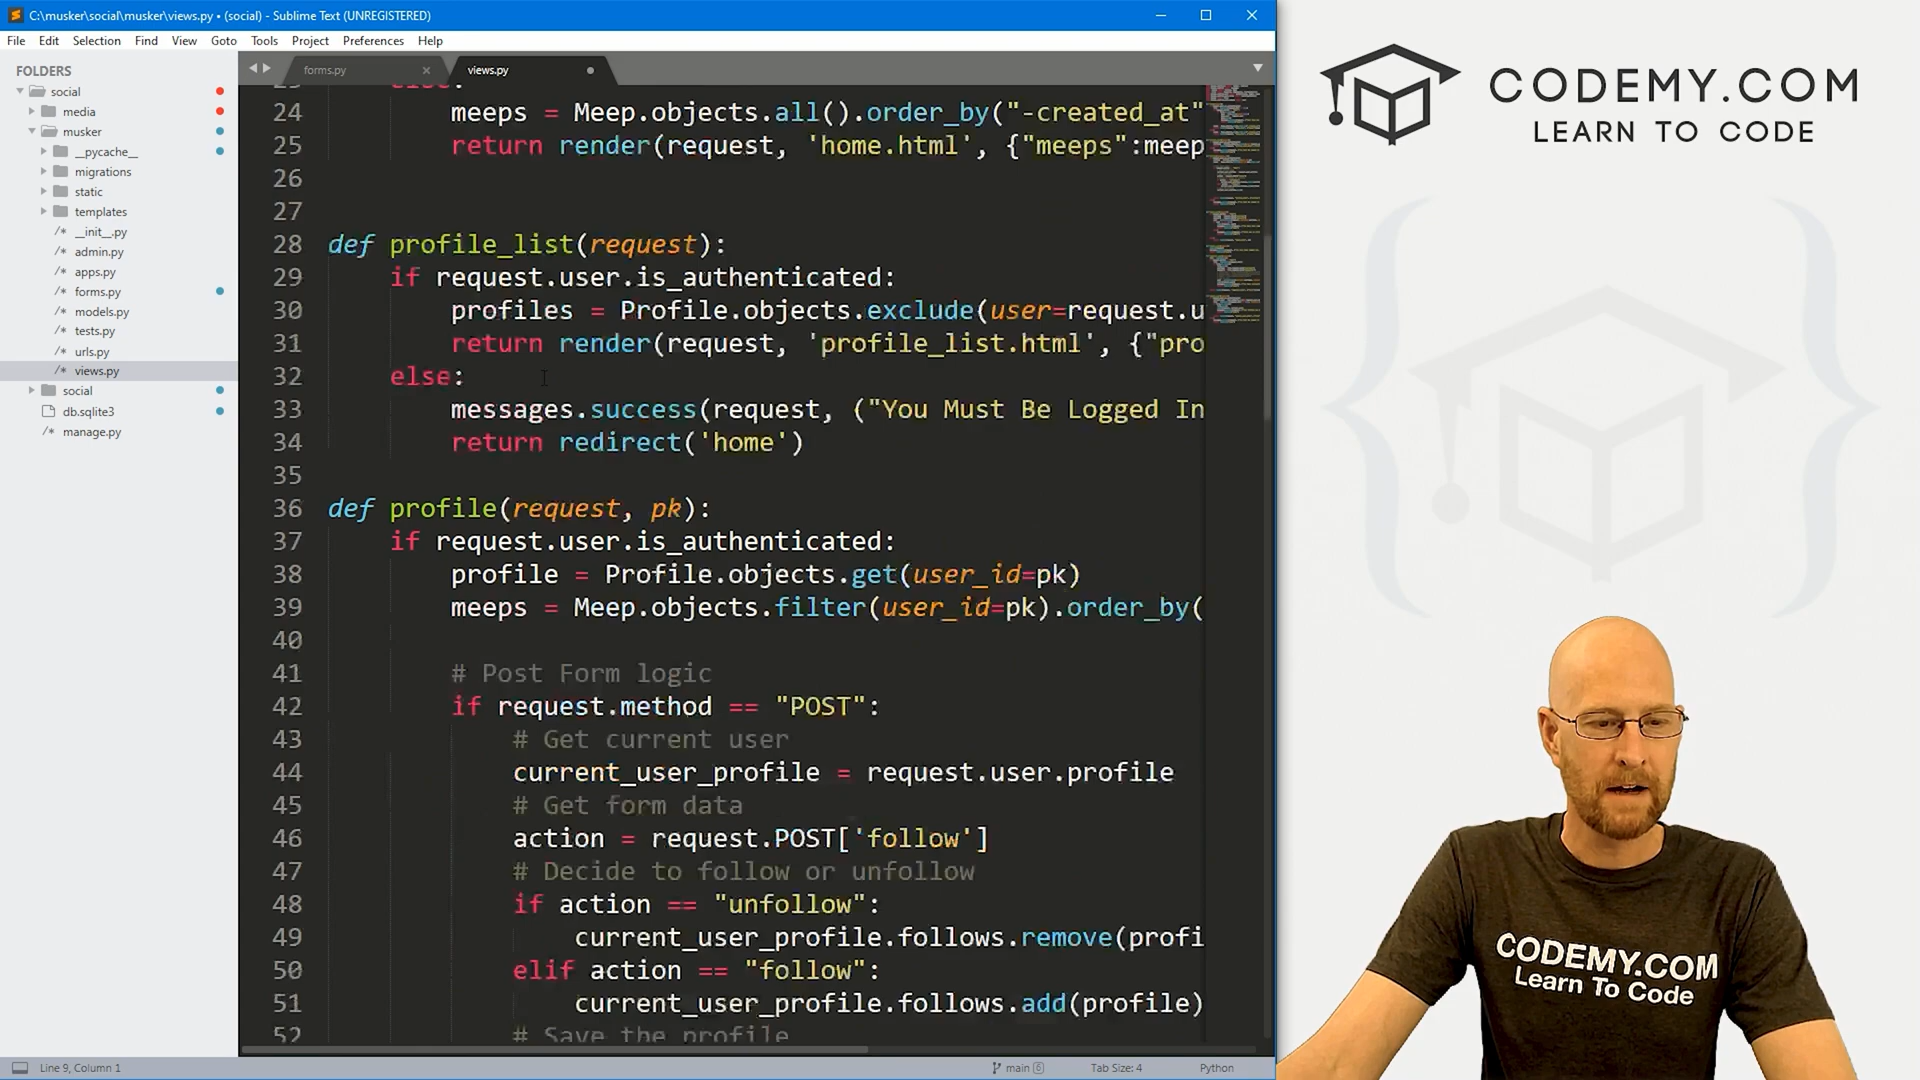 C:\musker\social\musker\views.py • (social) - Sublime Text (UNREGISTERED)
File Edit Selection Find View Goto Tools Project Preferences Help
FOLDERS
social
media
musker
__pycache__
migrations
static
templates
__init__.py
admin.py
apps.py
forms.py
models.py
tests.py
urls.py
views.py
social
db.sqlite3
manage.py
forms.py
views.py
23 else:
24 meeps = Meep.objects.all().order_by("-created_at"
25 return render(request, 'home.html', {"meeps":meep
26
27
28 def profile_list(request):
29 if request.user.is_authenticated:
30 profiles = Profile.objects.exclude(user=request.u
31 return render(request, 'profile_list.html', {"pro
32 else:
33 messages.success(request, ("You Must Be Logged In
34 return redirect('home')
35
36 def profile(request, pk):
37 if request.user.is_authenticated:
38 profile = Profile.objects.get(user_id=pk)
39 meeps = Meep.objects.filter(user_id=pk).order_by(
40
41 # Post Form logic
42 if request.method == "POST":
43 # Get current user
44 current_user_profile = request.user.profile
45 # Get form data
46 action = request.POST['follow']
47 # Decide to follow or unfollow
48 if action == "unfollow":
49 current_user_profile.follows.remove(profi
50 elif action == "follow":
51 current_user_profile.follows.add(profile)
52 # Save the profile
Line 9, Column 1
main 6
Tab Size: 4
Python
CODEMY.COM
LEARN TO CODE
CODEMY.COM
Learn To Code